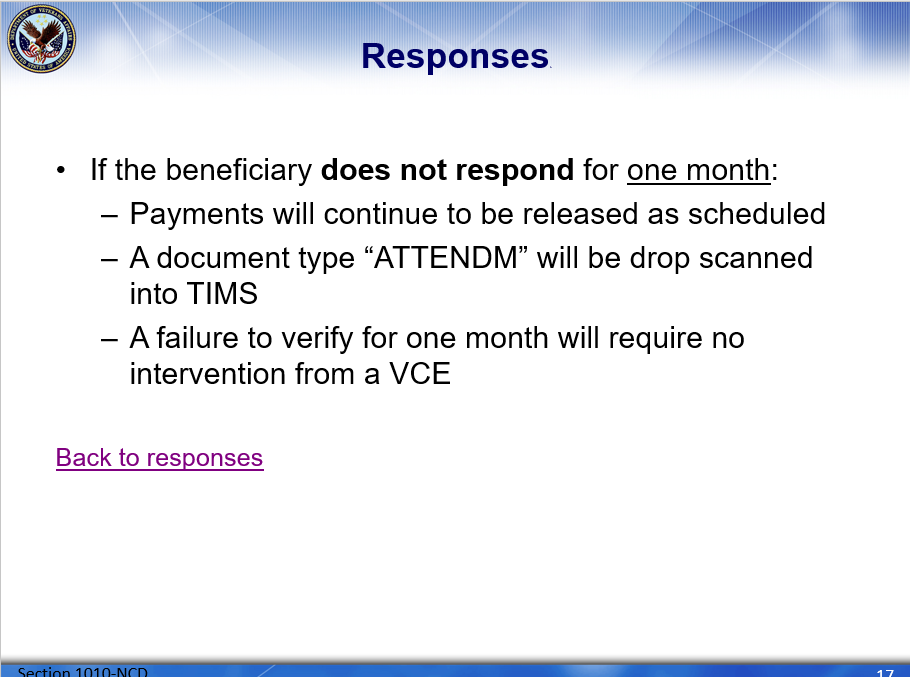 Responses
• If the beneficiary does not respond for one month:
– Payments will continue to be released as scheduled
– A document type “ATTENDM” will be drop scanned
into TIMS
– A failure to verify for one month will require no
intervention from a VCE
Back to responses
Section 1010-NCD
17